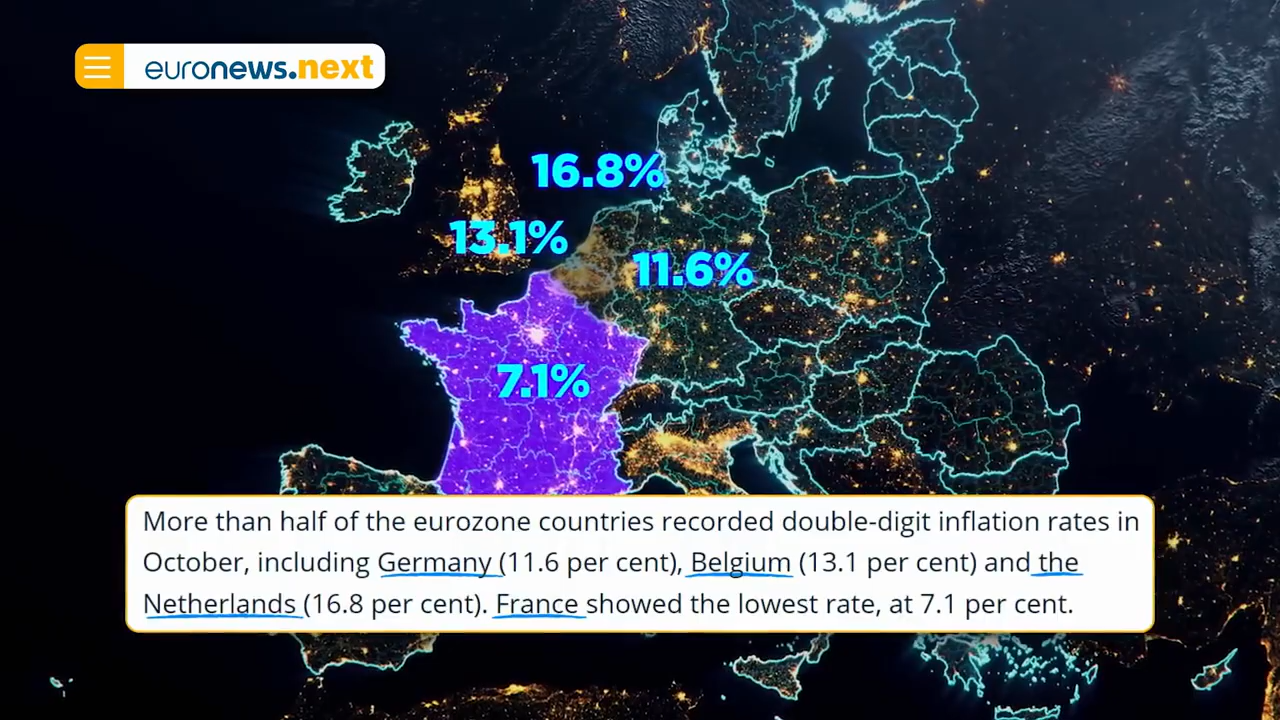 euronews.next
16.8%
13.1%
11.6%
7.1%
More than half of the eurozone countries recorded double-digit inflation rates in
October, including Germany (11.6 per cent), Belgium (13.1 per cent) and the
Netherlands (16.8 per cent). France showed the lowest rate, at 7.1 per cent.